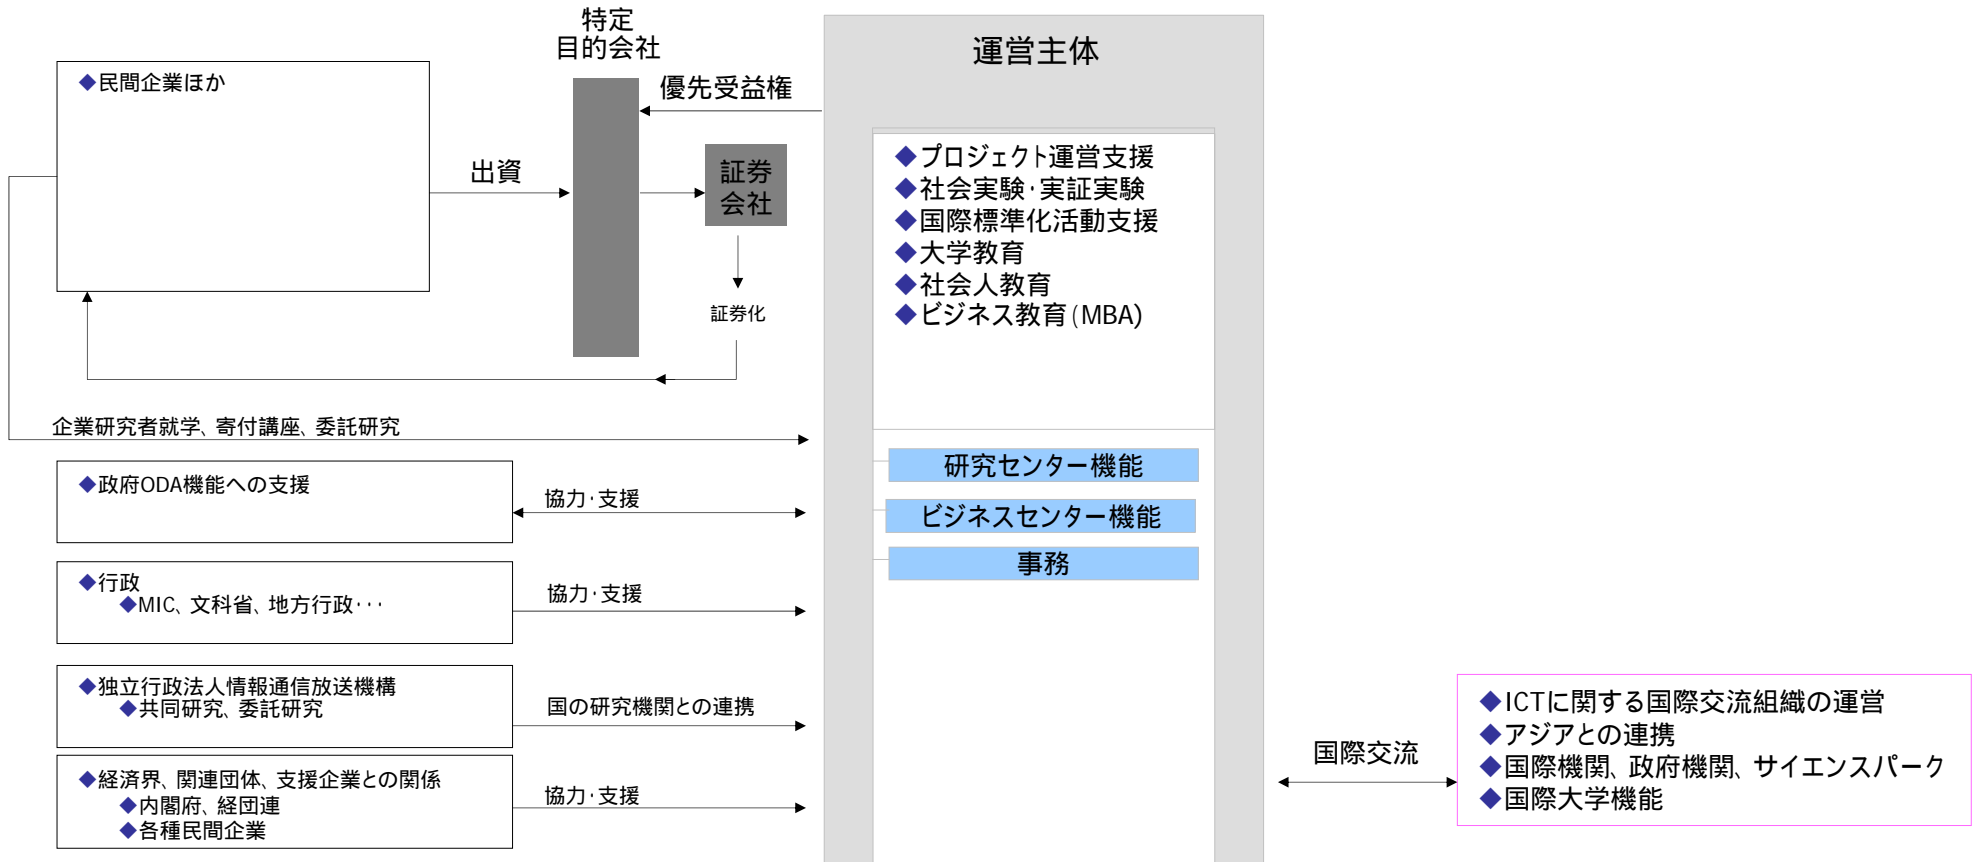 特定
目的会社
運営主体
◆民間企業ほか
優先受益権
出資
証券
会社
証券化
◆プロジェクト運営支援
◆社会実験・実証実験
◆国際標準化活動支援
◆大学教育
◆社会人教育
◆ビジネス教育(MBA)
企業研究者就学、寄付講座、委託研究
研究センター機能
◆政府ODA機能への支援
協力・支援
ビジネスセンター機能
事務
◆行政
◆MIC、文科省、地方行政・・・
協力・支援
◆独立行政法人情報通信放送機構
◆共同研究、委託研究
国の研究機関との連携
◆経済界、関連団体、支援企業との関係
◆内閣府、経団連
◆各種民間企業
協力・支援
国際交流
◆ICTに関する国際交流組織の運営
◆アジアとの連携
◆国際機関、政府機関、サイエンスパーク
◆国際大学機能